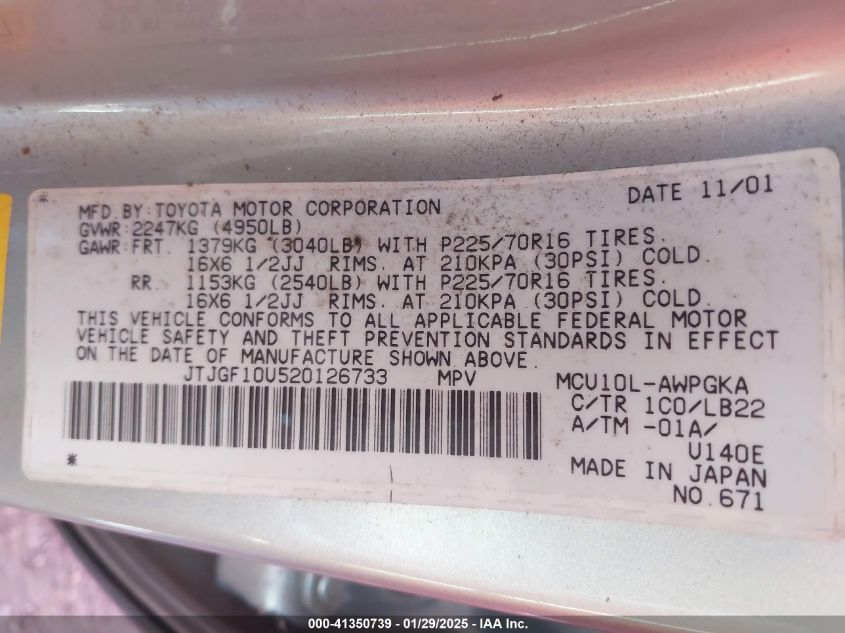 DATE 11/01
MFD.BY:TOYOTA MOTOR CORPORATION
GVWR:2247KG (4950LB)
GAWR:FRT. 1379KG (3040LB) WITH P225/70R16 TIRES.
16X6 1/2JJ RIMS. AT 210KPA (30PSI) COLD.
RR. 1153KG (2540LB) WITH P225/70R16 TIRES.
16X6 1/2JJ RIMS. AT 210KPA (30PSI) COLD.
THIS VEHICLE CONFORMS TO ALL APPLICABLE FEDERAL MOTOR
VEHICLE SAFETY AND THEFT PREVENTION STANDARDS IN EFFECT
ON THE DATE OF MANUFACTURE SHOWN ABOVE.
JTJGF10U520126733 MPV MCU10L-AWPGKA
C/TR 1C0/LB22
A/TM -01A/
U140E
MADE IN JAPAN
NO.671
000-41350739 - 01/29/2025 - IAA Inc.